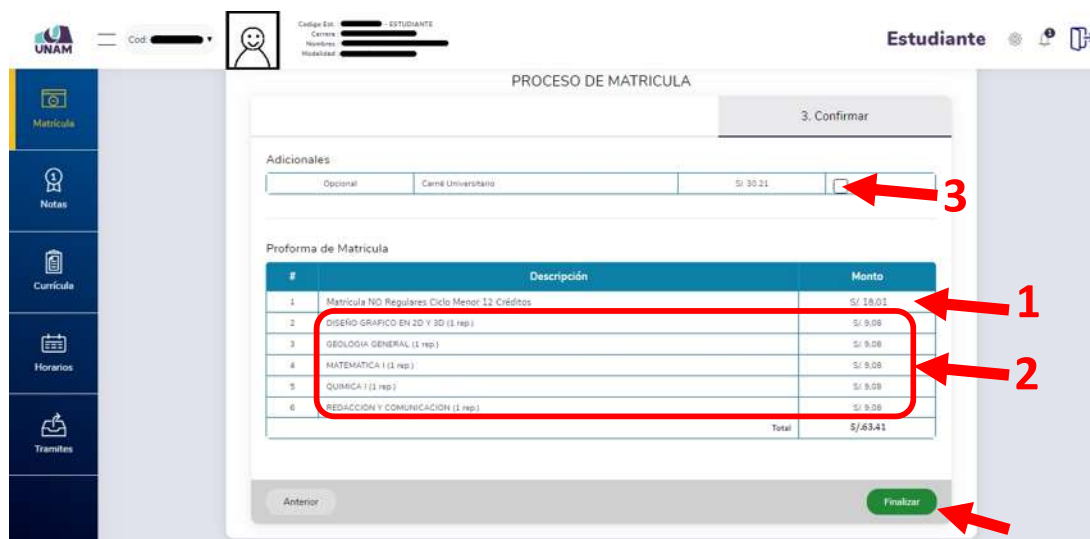 UNAM
Cod:
Codigo Est. : - ESTUDIANTE
Carrera :
Nombres :
Modalidad :
Estudiante
PROCESO DE MATRICULA
3. Confirmar
Matrícula
Notas
Currícula
Horarios
Tramites
Adicionales
Opcional Carné Universitario S/ 30.21
3
Proforma de Matricula
# Descripción Monto
1 Matrícula NO Regulares Ciclo Menor 12 Créditos S/. 18,01
1
2 DISEÑO GRAFICO EN 2D Y 3D (1 rep.) S/. 9,08
3 GEOLOGIA GENERAL (1 rep.) S/. 9,08
4 MATEMATICA I (1 rep.) S/. 9,08
2
5 QUIMICA I (1 rep.) S/. 9,08
6 REDACCION Y COMUNICACION (1 rep.) S/. 9,08
Total S/.63.41
Anterior Finalizar